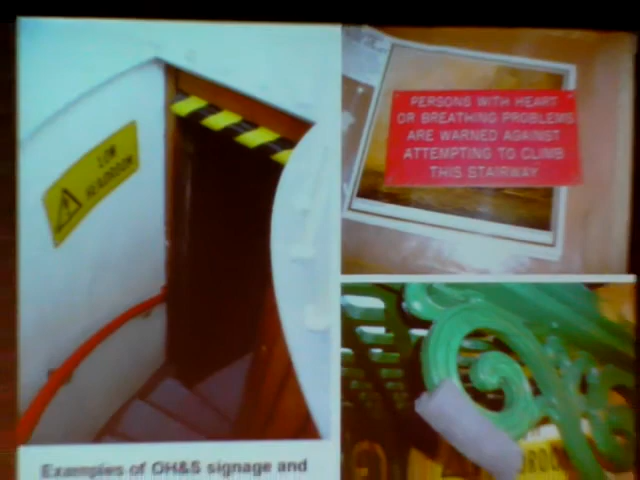 LOW
HEADROOM
PERSONS WITH HEART
OR BREATHING PROBLEMS
ARE WARNED AGAINST
ATTEMPTING TO CLIMB
THIS STAIRWAY
Examples of OH&S signage and